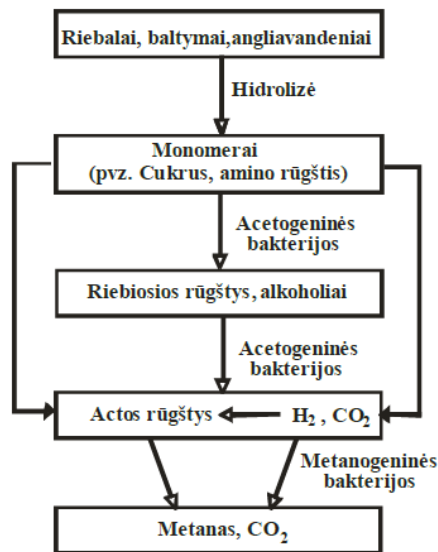 Riebalai, baltymai,angliavandeniai
Hidrolizė
Monomerai
(pvz. Cukrus, amino rūgštis)
Acetogeninės
bakterijos
Riebiosios rūgštys, alkoholiai
Acetogeninės
bakterijos
Actos rūgštys
H₂ , CO₂
Metanogeninės
bakterijos
Metanas, CO₂